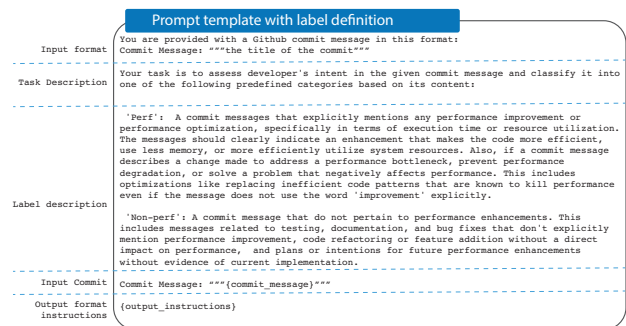 Prompt template with label definition
Input format
You are provided with a Github commit message in this format:
Commit Message: “““the title of the commit”””
Task Description
Your task is to assess developer's intent in the given commit message and classify it into
one of the following predefined categories based on its content:
Label description
'Perf': A commit messages that explicitly mentions any performance improvement or
performance optimization, specifically in terms of execution time or resource utilization.
The messages should clearly indicate an enhancement that makes the code more efficient,
use less memory, or more efficiently utilize system resources. Also, if a commit message
describes a change made to address a performance bottleneck, prevent performance
degradation, or solve a problem that negatively affects performance. This includes
optimizations like replacing inefficient code patterns that are known to kill performance
even if the message does not use the word 'improvement' explicitly.
'Non-perf': A commit message that do not pertain to performance enhancements. This
includes messages related to testing, documentation, and bug fixes that don't explicitly
mention performance improvement, code refactoring or feature addition without a direct
impact on performance, and plans or intentions for future performance enhancements
without evidence of current implementation.
Input Commit
Commit Message: “““{commit_message}”””
Output format
instructions
{output_instructions}